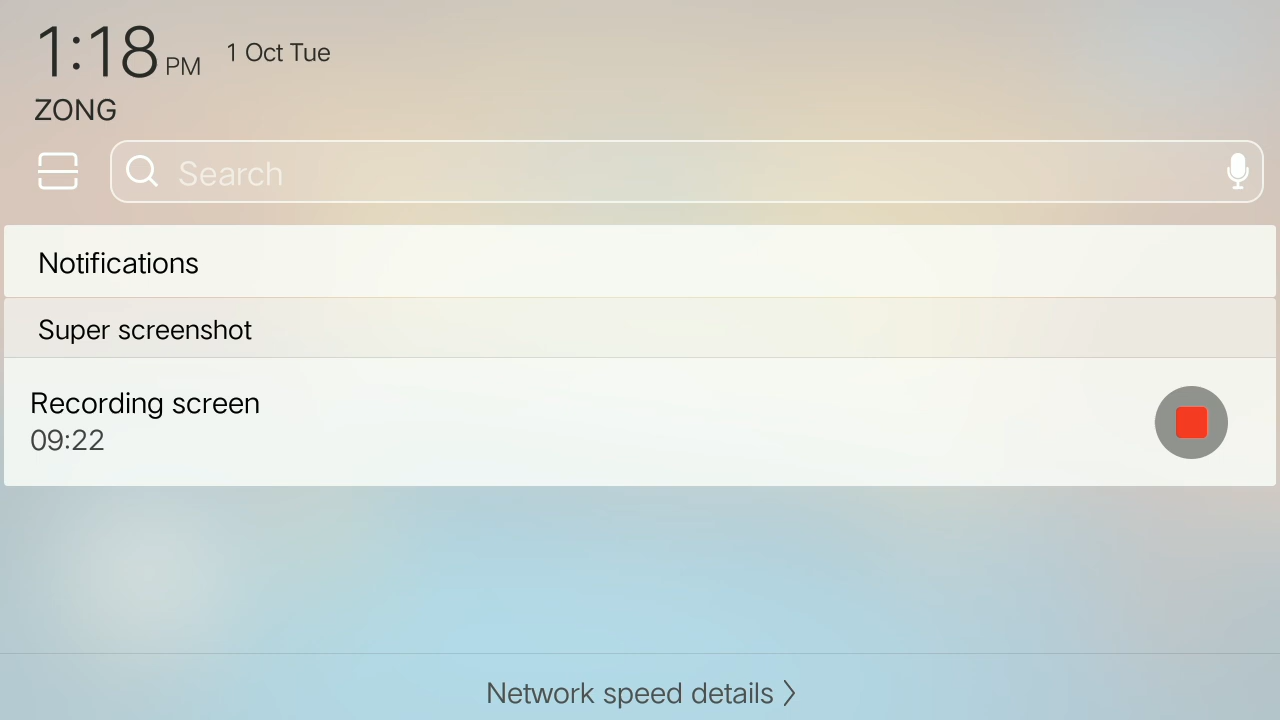 1:18 PM 1 Oct Tue
ZONG
Search
Notifications
Super screenshot
Recording screen
09:22
Network speed details